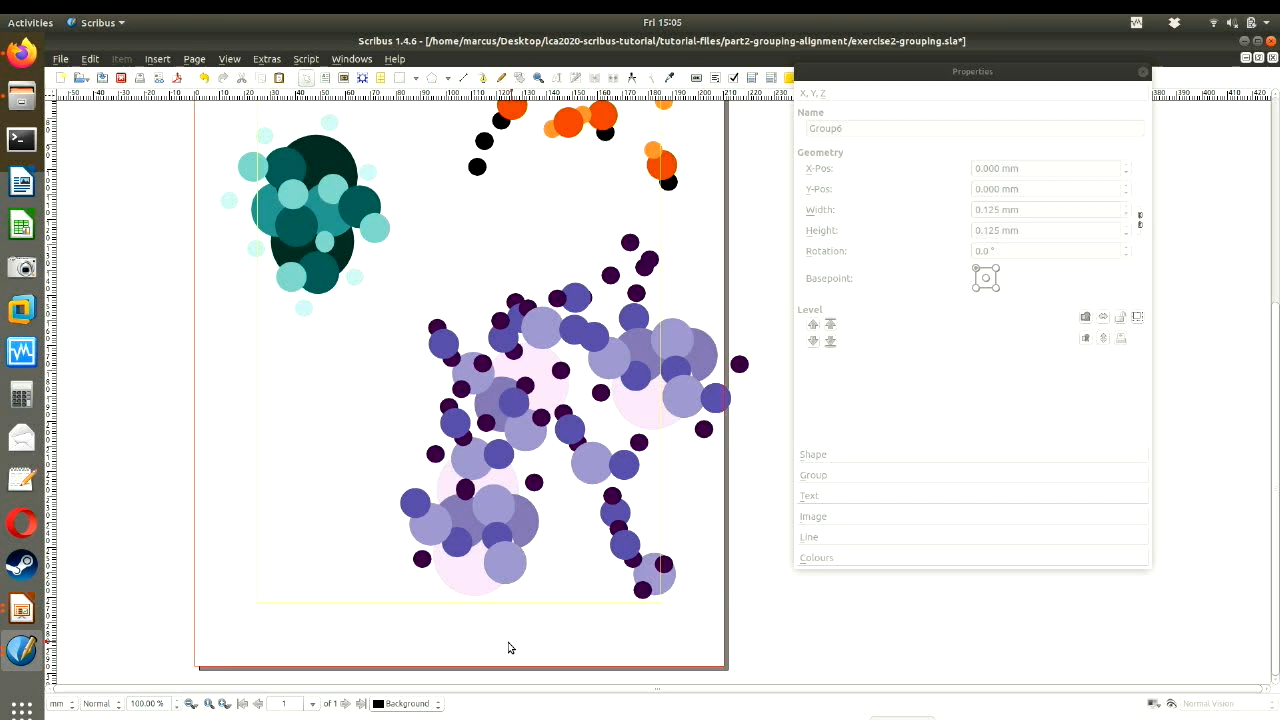 Activities Scribus Fri 15:05
Scribus 1.4.6 - [/home/marcus/Desktop/lca2020-scribus-tutorial/tutorial-files/part2-grouping-alignment/exercise2-grouping.sla*]
File Edit Item Insert Page View Extras Script Windows Help
Properties
X, Y, Z
Name
Group6
Geometry
X-Pos: 0.000 mm
Y-Pos: 0.000 mm
Width: 0.125 mm
Height: 0.125 mm
Rotation: 0.0 °
Basepoint:
Level
Shape
Group
Text
Image
Line
Colours
mm Normal 100.00 % 1 of 1 Background Normal Vision